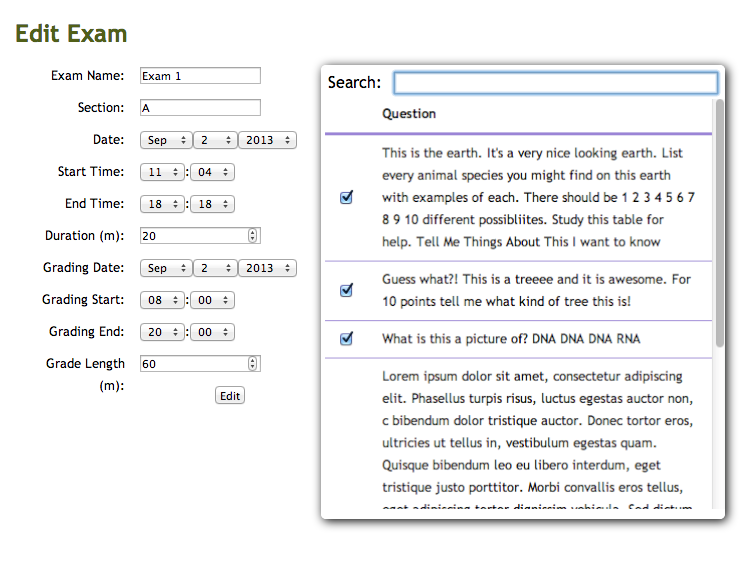 Edit Exam
Exam Name: Exam 1
Section: A
Date: Sep 2 2013
Start Time: 11 : 04
End Time: 18 : 18
Duration (m): 20
Grading Date: Sep 2 2013
Grading Start: 08 : 00
Grading End: 20 : 00
Grade Length 60
(m):
Edit
Search:
Question
This is the earth. It's a very nice looking earth. List
every animal species you might find on this earth
with examples of each. There should be 1 2 3 4 5 6 7
8 9 10 different possibliites. Study this table for
help. Tell Me Things About This I want to know
Guess what?! This is a treeee and it is awesome. For
10 points tell me what kind of tree this is!
What is this a picture of? DNA DNA DNA RNA
Lorem ipsum dolor sit amet, consectetur adipiscing
elit. Phasellus turpis risus, luctus egestas auctor non,
c bibendum dolor tristique auctor. Donec tortor eros,
ultricies ut tellus in, vestibulum egestas quam.
Quisque bibendum leo eu libero interdum, eget
tristique justo porttitor. Morbi convallis eros tellus,
eget adipiscing tortor dignissim vehicula. Sed dictum